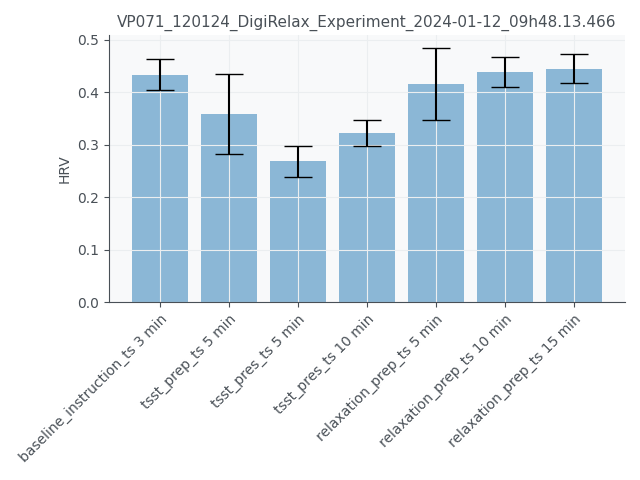 VP071_120124_DigiRelax_Experiment_2024-01-12_09h48.13.466
HRV
0.5
0.4
0.3
0.2
0.1
0.0
baseline_instruction_ts 3 min
tsst_prep_ts 5 min
tsst_pres_ts 5 min
tsst_pres_ts 10 min
relaxation_prep_ts 5 min
relaxation_prep_ts 10 min
relaxation_prep_ts 15 min